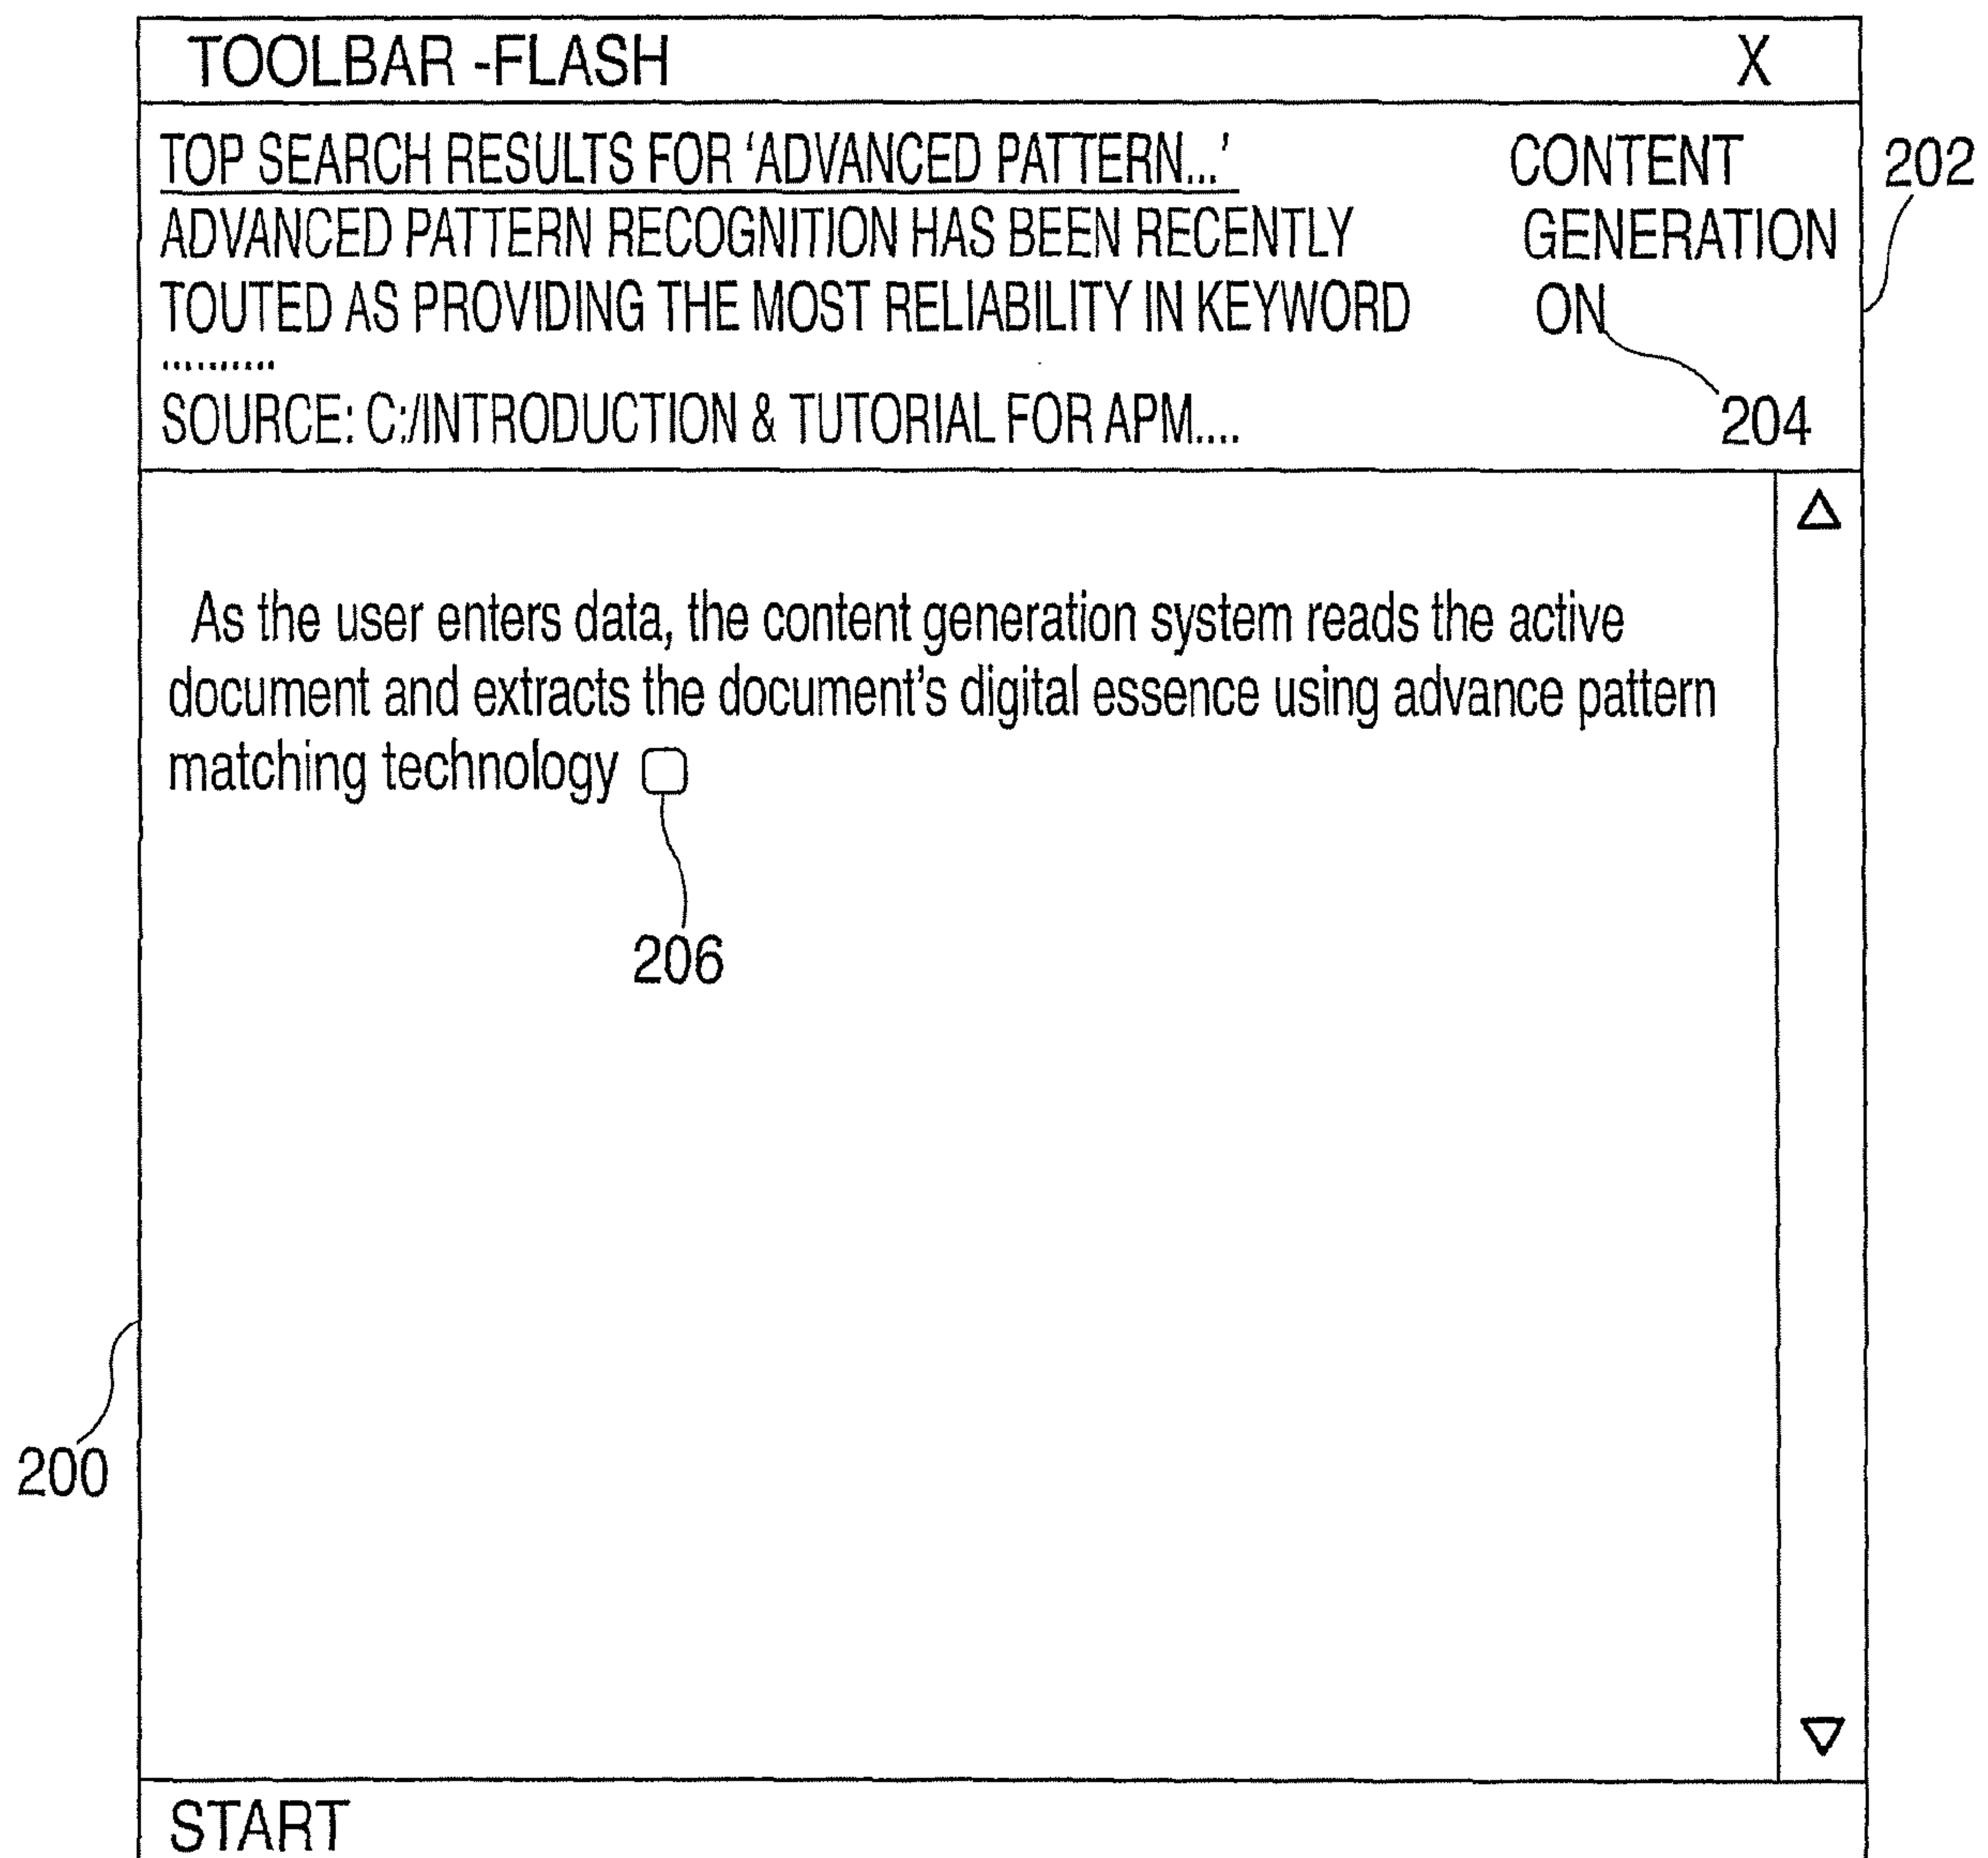 TOOLBAR -FLASH X
TOP SEARCH RESULTS FOR 'ADVANCED PATTERN...' CONTENT 202
ADVANCED PATTERN RECOGNITION HAS BEEN RECENTLY GENERATION
TOUTED AS PROVIDING THE MOST RELIABILITY IN KEYWORD ON
..........
SOURCE: C:/INTRODUCTION & TUTORIAL FOR APM.... 204
As the user enters data, the content generation system reads the active
document and extracts the document's digital essence using advance pattern
matching technology
206
200
START